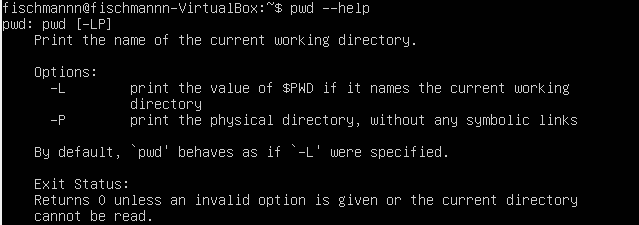 fischmannn@fischmannn-VirtualBox:~$ pwd --help
pwd: pwd [-LP]
    Print the name of the current working directory.

    Options:
      -L        print the value of $PWD if it names the current working
                directory
      -P        print the physical directory, without any symbolic links

    By default, `pwd' behaves as if `-L' were specified.

    Exit Status:
    Returns 0 unless an invalid option is given or the current directory
    cannot be read.